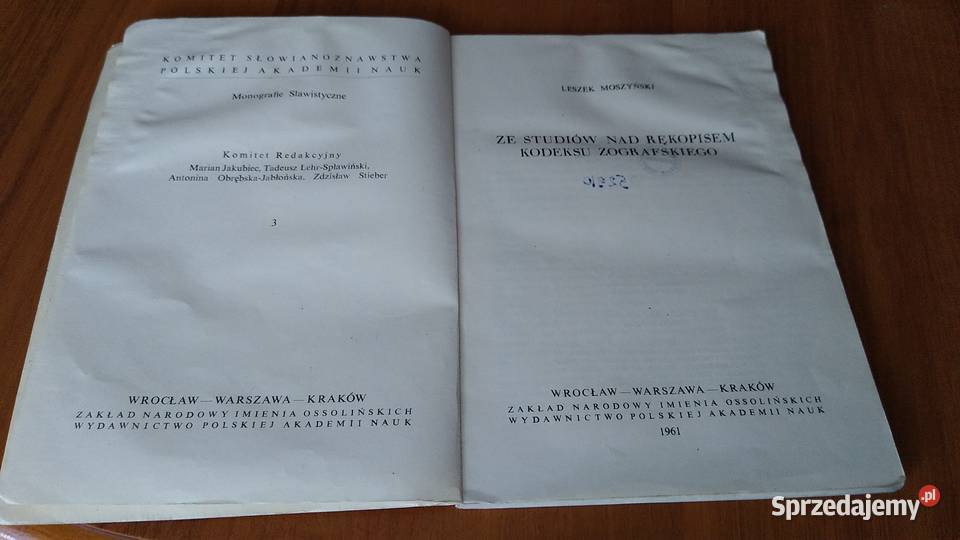 KOMITET SŁOWIANOZNAWSTWA
POLSKIEJ AKADEMII NAUK
Monografie Slawistyczne
Komitet Redakcyjny
Marian Jakubiec, Tadeusz Lehr-Spławiński,
Antonina Obrębska-Jabłońska, Zdzisław Stieber
3
WROCŁAW — WARSZAWA — KRAKÓW
ZAKŁAD NARODOWY IMIENIA OSSOLIŃSKICH
WYDAWNICTWO POLSKIEJ AKADEMII NAUK
LESZEK MOSZYŃSKI
ZE STUDIÓW NAD RĘKOPISEM
KODEKSU ZOGRAFSKIEGO
WROCŁAW — WARSZAWA — KRAKÓW
ZAKŁAD NARODOWY IMIENIA OSSOLIŃSKICH
WYDAWNICTWO POLSKIEJ AKADEMII NAUK
1961
Sprzedajemy.pl